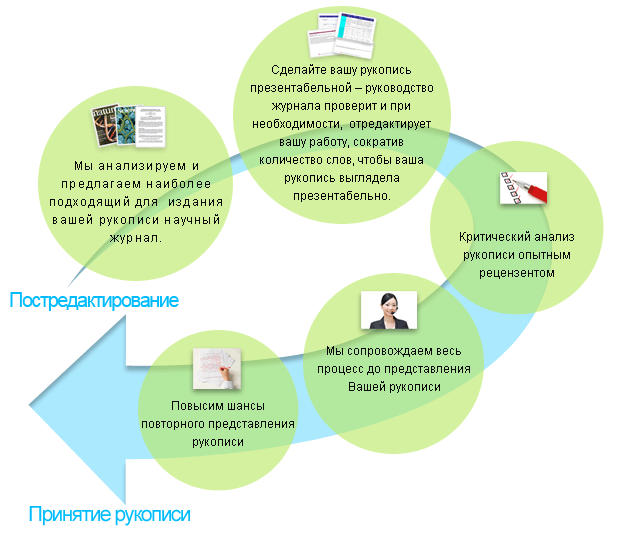 Сделайте вашу рукопись
презентабельной – руководство
журнала проверит и при
необходимости, отредактирует
вашу работу, сократив
количество слов, чтобы ваша
рукопись выглядела
презентабельно.
Мы анализируем и
предлагаем наиболее
подходящий для издания
вашей рукописи научный
журнал.
Критический анализ
рукописи опытным
рецензентом
Постредактирование
Мы сопровождаем весь
процесс до представления
Вашей рукописи
Повысим шансы
повторного представления
рукописи
Принятие рукописи